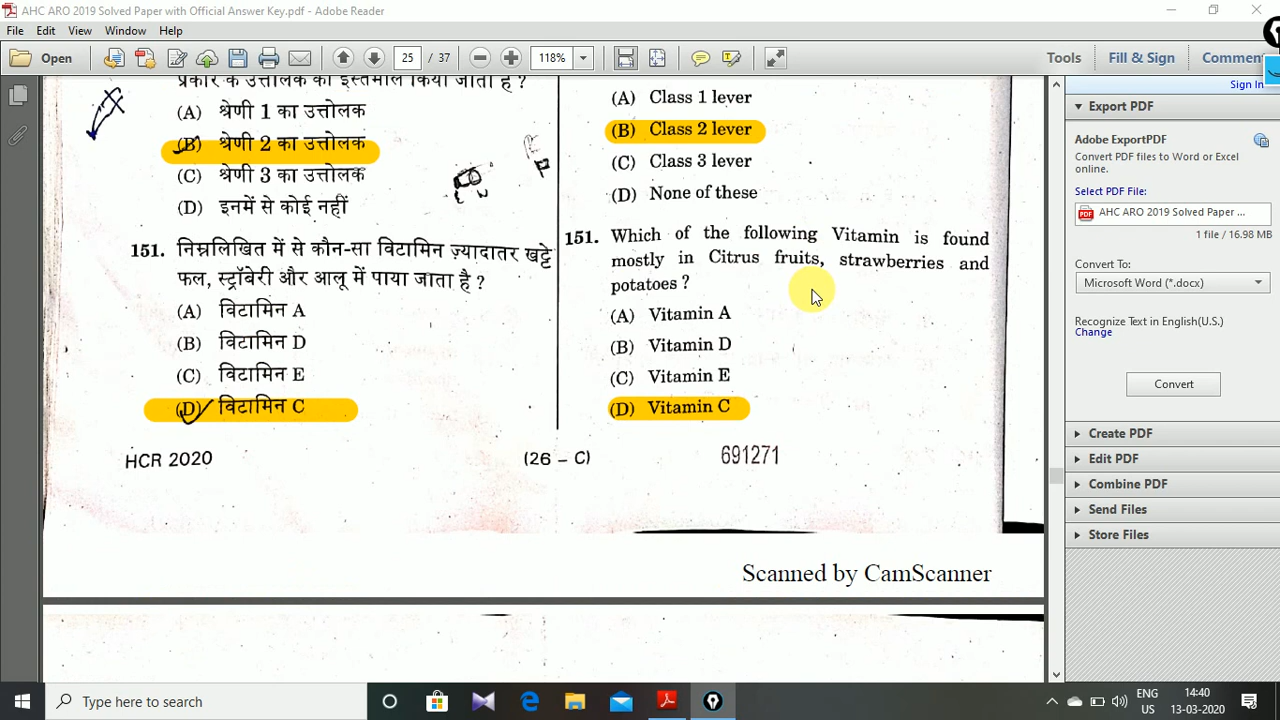 AHC ARO 2019 Solved Paper with Official Answer Key.pdf - Adobe Reader
File Edit View Window Help
Open 25 / 37 118% Tools Fill & Sign Comment
प्रकार के उत्तोलक का इस्तेमाल किया जाता है ?
(A) श्रेणी 1 का उत्तोलक
(B) श्रेणी 2 का उत्तोलक
(C) श्रेणी 3 का उत्तोलक
(D) इनमें से कोई नहीं
151. निम्नलिखित में से कौन-सा विटामिन ज़्यादातर खट्टे
फल, स्ट्रॉबेरी और आलू में पाया जाता है ?
(A) विटामिन A
(B) विटामिन D
(C) विटामिन E
(D) विटामिन C
(A) Class 1 lever
(B) Class 2 lever
(C) Class 3 lever
(D) None of these
151. Which of the following Vitamin is found
mostly in Citrus fruits, strawberries and
potatoes ?
(A) Vitamin A
(B) Vitamin D
(C) Vitamin E
(D) Vitamin C
HCR 2020 (26 – C) 691271
Scanned by CamScanner
Sign In
Export PDF
Adobe ExportPDF
Convert PDF files to Word or Excel
online.
Select PDF File:
AHC ARO 2019 Solved Paper ...
1 file / 16.98 MB
Convert To:
Microsoft Word (*.docx)
Recognize Text in English(U.S.)
Change
Convert
Create PDF
Edit PDF
Combine PDF
Send Files
Store Files
Type here to search
ENG 14:40
US 13-03-2020